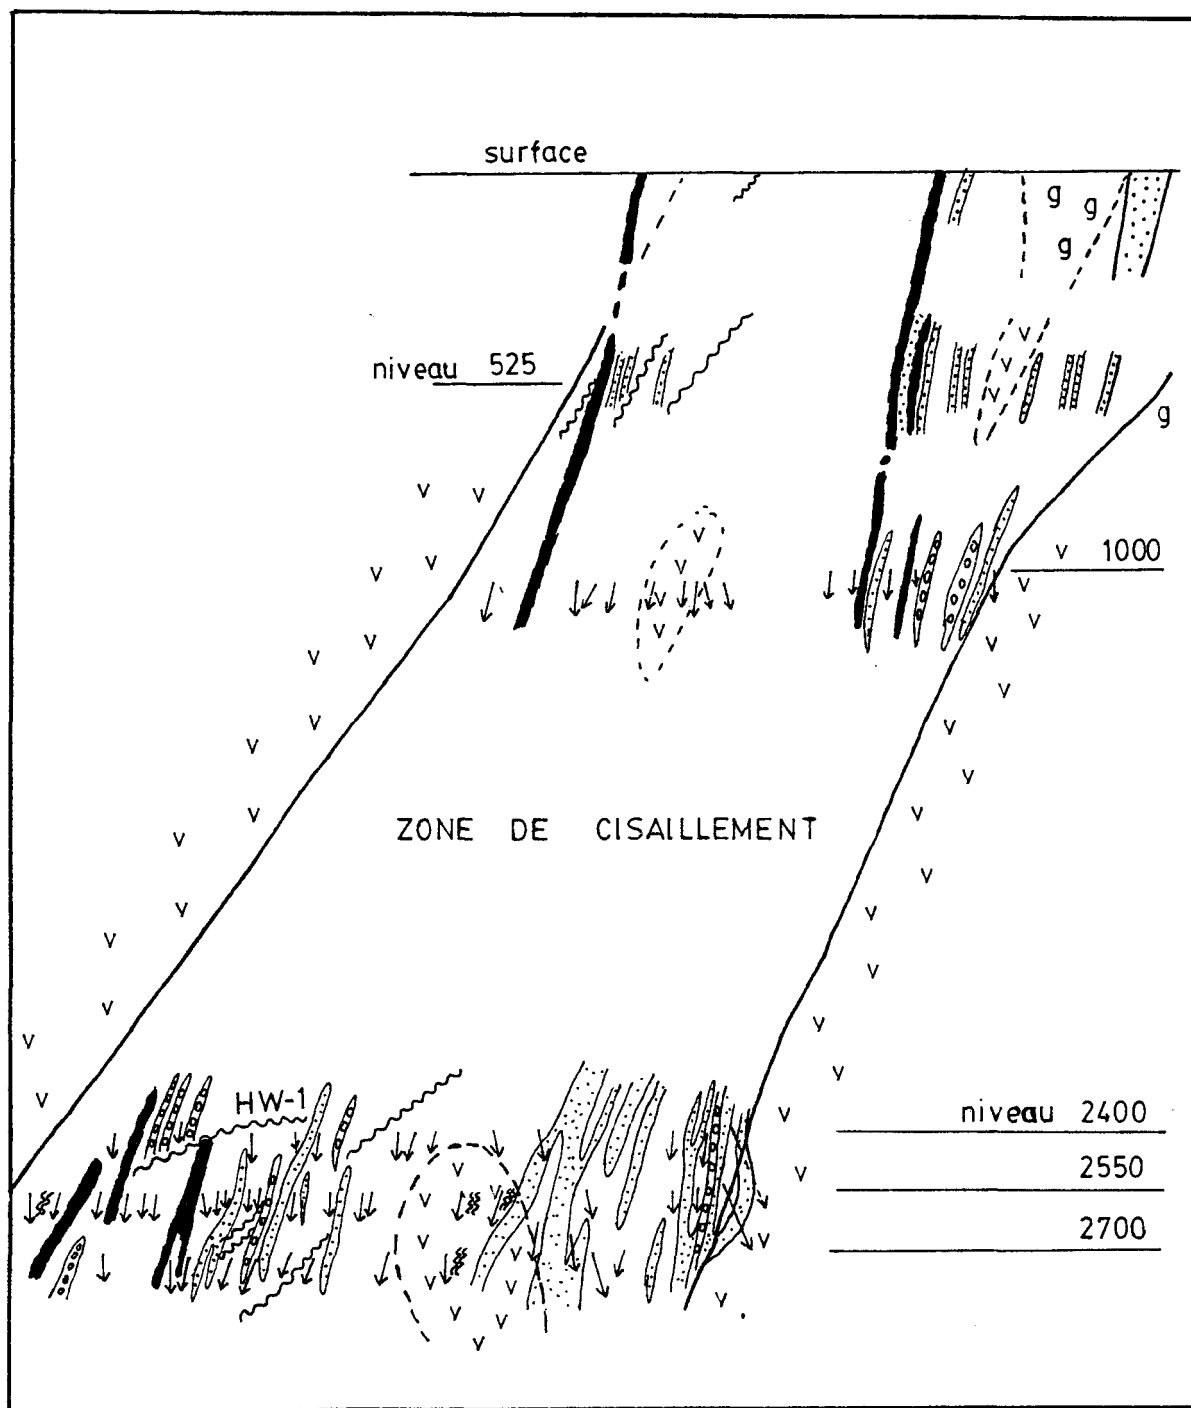 surface
g
g
g
niveau 525
g
1000
ZONE DE CISAILLEMENT
HW-1
niveau 2400
2550
2700